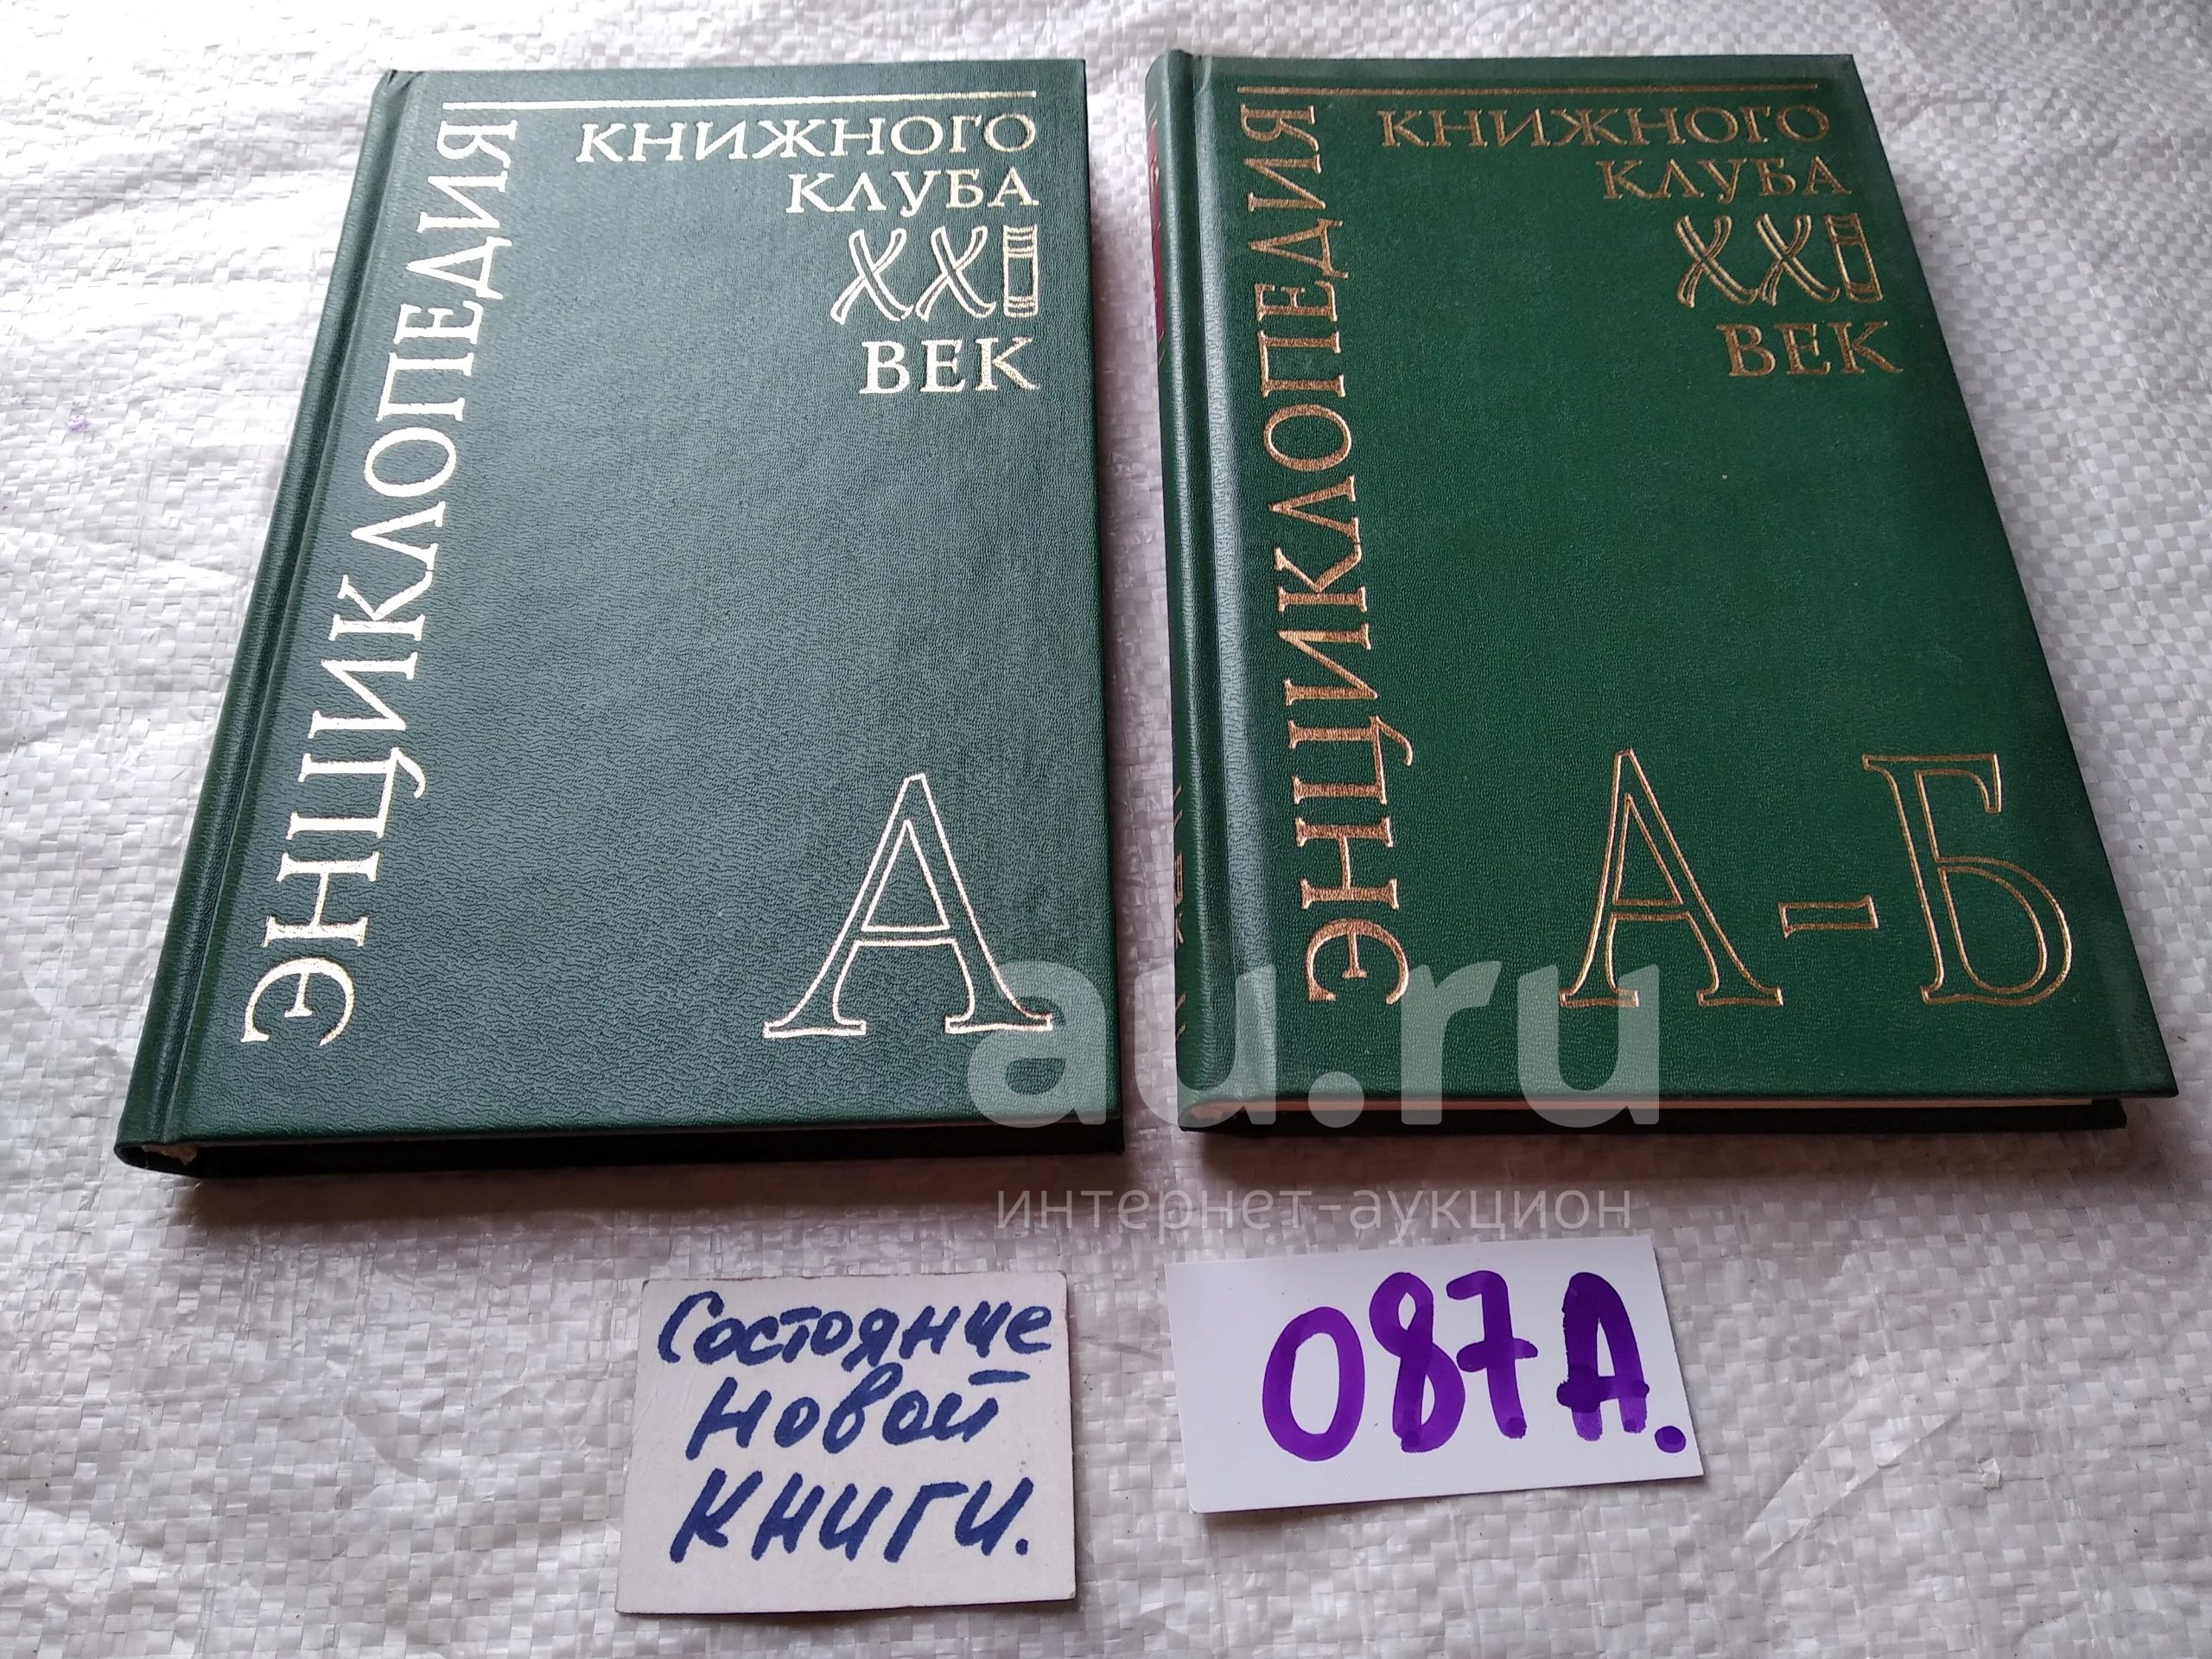 ЭНЦИКЛОПЕДИЯ
КНИЖНОГО
КЛУБА
XXI
ВЕК
А
ЭНЦИКЛОПЕДИЯ
КНИЖНОГО
КЛУБА
XXI
ВЕК
А-Б
au.ru
интернет-аукцион
Состояние
новой
книги.
087А.